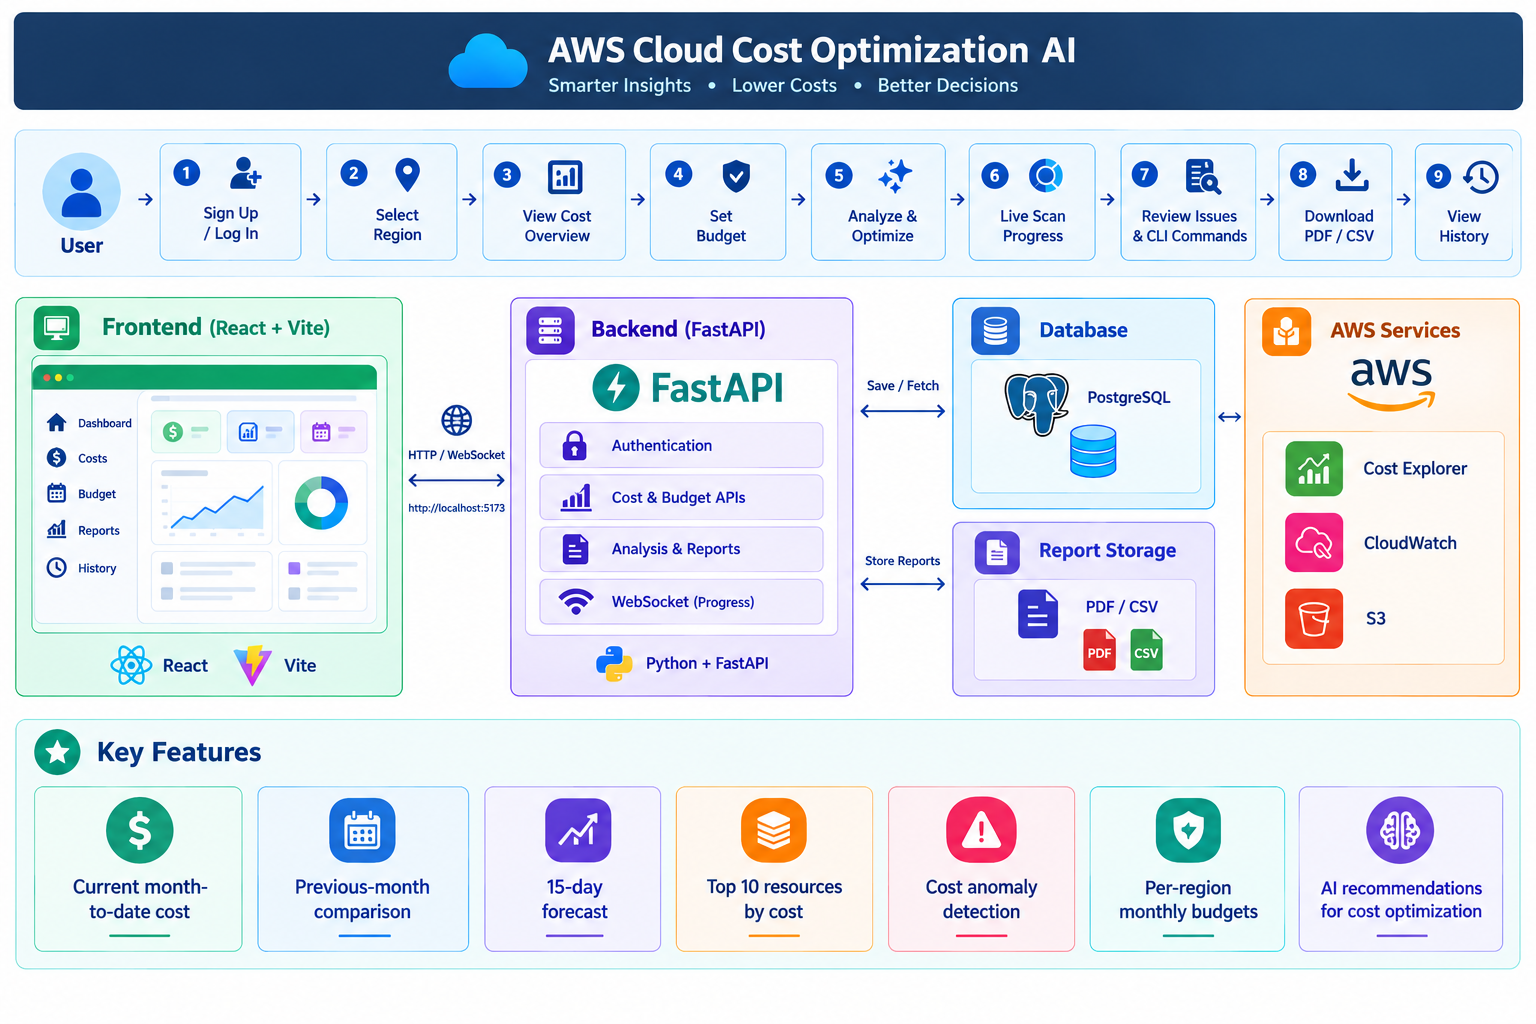 AWS Cloud Cost Optimization AI
Smarter Insights • Lower Costs • Better Decisions
User
1
Sign Up
/ Log In
2
Select
Region
3
View Cost
Overview
4
Set
Budget
5
Analyze &
Optimize
6
Live Scan
Progress
7
Review Issues
& CLI Commands
8
Download
PDF / CSV
9
View
History
Frontend (React + Vite)
Dashboard
Costs
Budget
Reports
History
React
Vite
HTTP / WebSocket
http://localhost:5173
Backend (FastAPI)
FastAPI
Authentication
Cost & Budget APIs
Analysis & Reports
WebSocket (Progress)
Python + FastAPI
Save / Fetch
Store Reports
Database
PostgreSQL
Report Storage
PDF / CSV
PDF
CSV
AWS Services
aws
Cost Explorer
CloudWatch
S3
Key Features
Current month-
to-date cost
Previous-month
comparison
15-day
forecast
Top 10 resources
by cost
Cost anomaly
detection
Per-region
monthly budgets
AI recommendations
for cost optimization